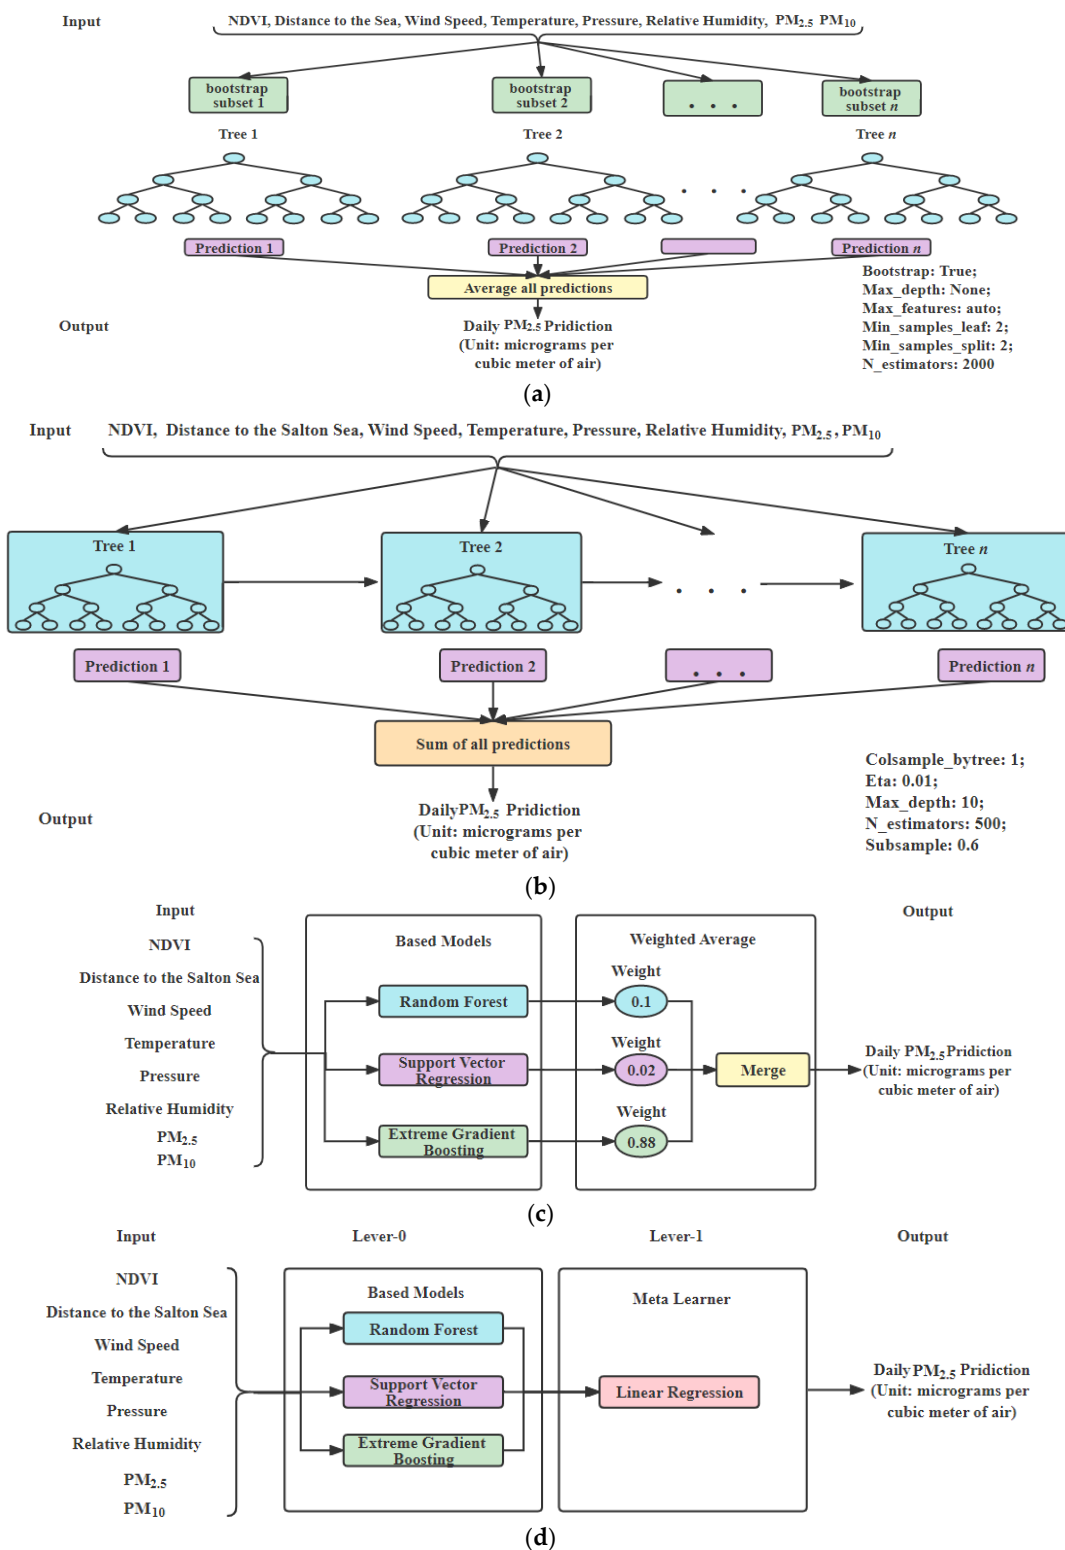 Input
NDVI, Distance to the Sea, Wind Speed, Temperature, Pressure, Relative Humidity, PM2.5 PM10
bootstrap
subset 1
bootstrap
subset 2
. . .
bootstrap
subset n
Tree 1
Tree 2
Tree n
. . .
Prediction 1
Prediction 2
Prediction n
Average all predictions
Output
Daily PM2.5 Pridiction
(Unit: micrograms per
cubic meter of air)
Bootstrap: True;
Max_depth: None;
Max_features: auto;
Min_samples_leaf: 2;
Min_samples_split: 2;
N_estimators: 2000
(a)
Input
NDVI, Distance to the Salton Sea, Wind Speed, Temperature, Pressure, Relative Humidity, PM2.5, PM10
Tree 1
Tree 2
Tree n
. . .
Prediction 1
Prediction 2
. . .
Prediction n
Sum of all predictions
Output
Daily PM2.5 Pridiction
(Unit: micrograms per
cubic meter of air)
Colsample_bytree: 1;
Eta: 0.01;
Max_depth: 10;
N_estimators: 500;
Subsample: 0.6
(b)
Input
NDVI
Distance to the Salton Sea
Wind Speed
Temperature
Pressure
Relative Humidity
PM2.5
PM10
Based Models
Random Forest
Support Vector
Regression
Extreme Gradient
Boosting
Weighted Average
Weight
0.1
Weight
0.02
Weight
0.88
Merge
Output
Daily PM2.5 Pridiction
(Unit: micrograms per
cubic meter of air)
(c)
Input
NDVI
Distance to the Salton Sea
Wind Speed
Temperature
Pressure
Relative Humidity
PM2.5
PM10
Lever-0
Based Models
Random Forest
Support Vector
Regression
Extreme Gradient
Boosting
Lever-1
Meta Learner
Linear Regression
Output
Daily PM2.5 Pridiction
(Unit: micrograms per
cubic meter of air)
(d)